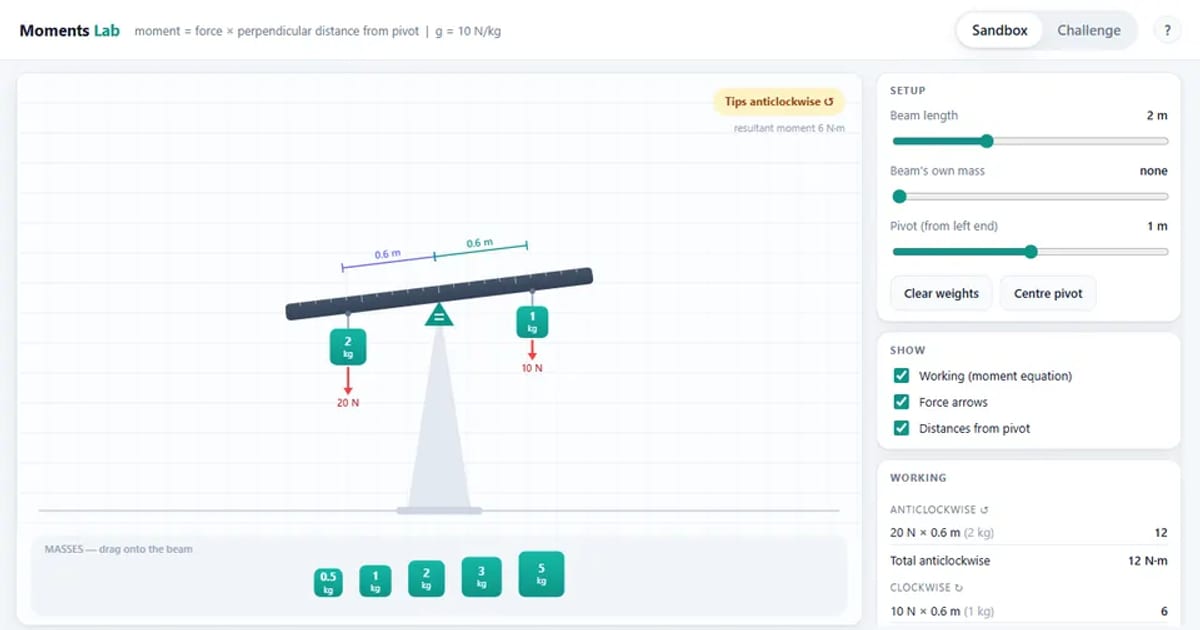 Moments Lab
moment = force × perpendicular distance from pivot | g = 10 N/kg
Sandbox
Challenge
?
Tips anticlockwise ↺
resultant moment 6 N·m
0.6 m
0.6 m
=
2
kg
20 N
1
kg
10 N
MASSES — drag onto the beam
0.5
kg
1
kg
2
kg
3
kg
5
kg
SETUP
Beam length 2 m
Beam's own mass none
Pivot (from left end) 1 m
Clear weights
Centre pivot
SHOW
Working (moment equation)
Force arrows
Distances from pivot
WORKING
ANTICLOCKWISE ↺
20 N × 0.6 m (2 kg) 12
Total anticlockwise 12 N·m
CLOCKWISE ↻
10 N × 0.6 m (1 kg) 6